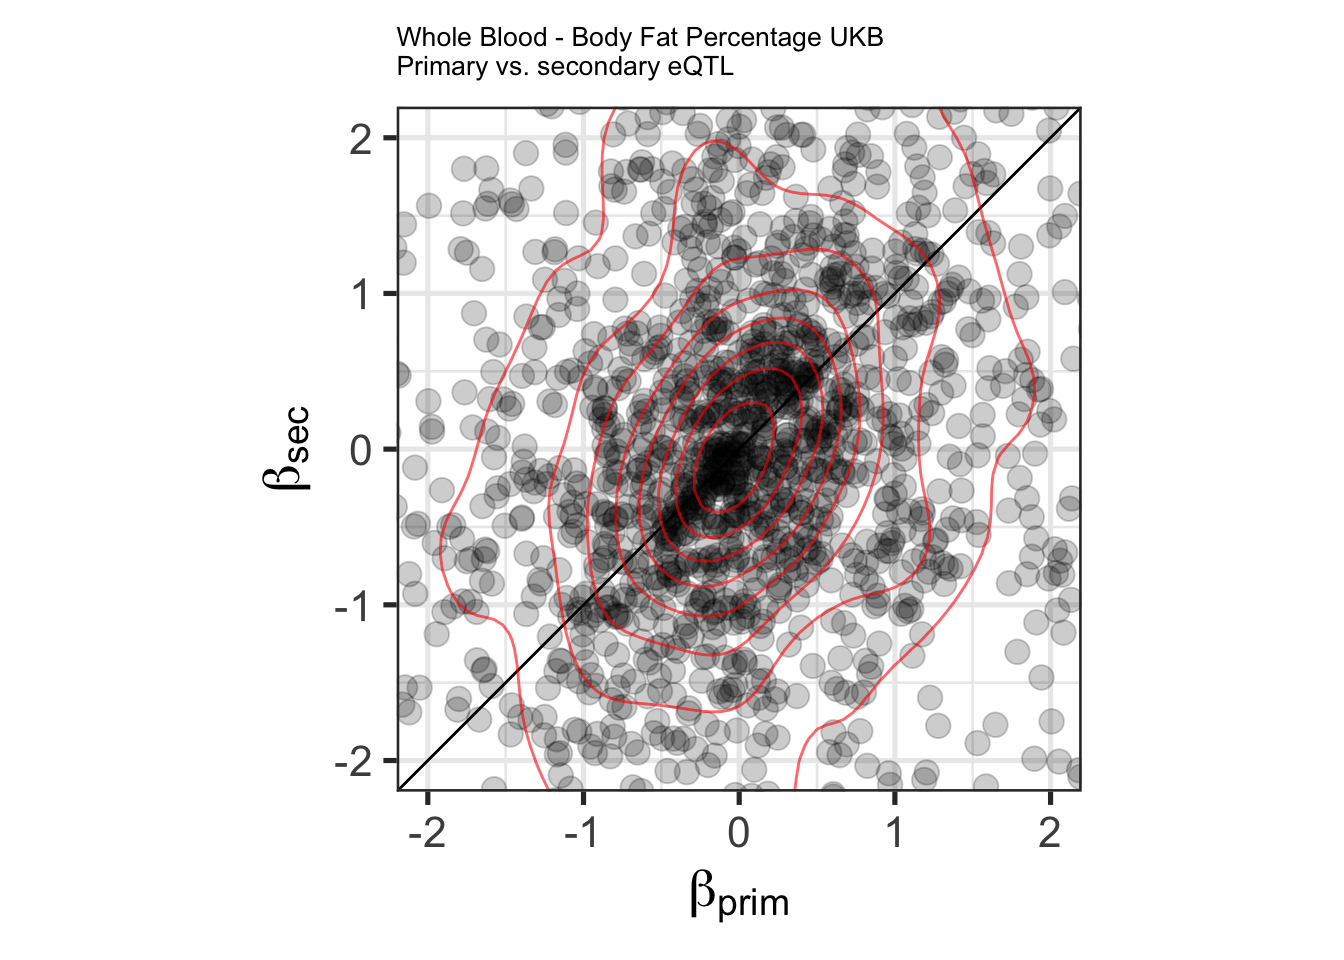 Whole Blood - Body Fat Percentage UKB
Primary vs. secondary eQTL
2
1
0
-1
-2
βsec
-2 -1 0 1 2
βprim